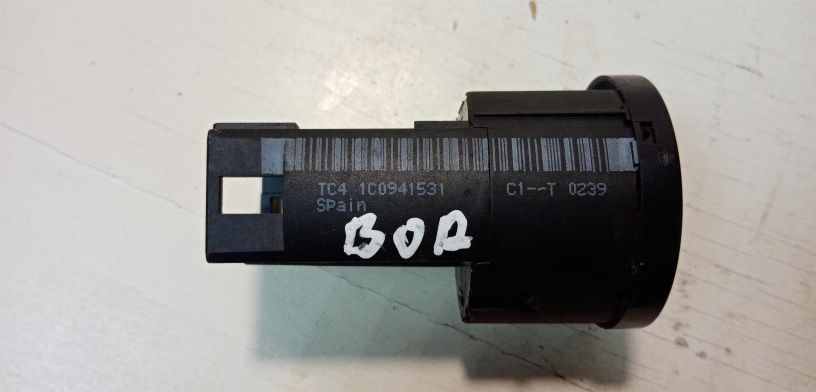 TC4 1C0941531 C1--T 0239
SPain
BOR